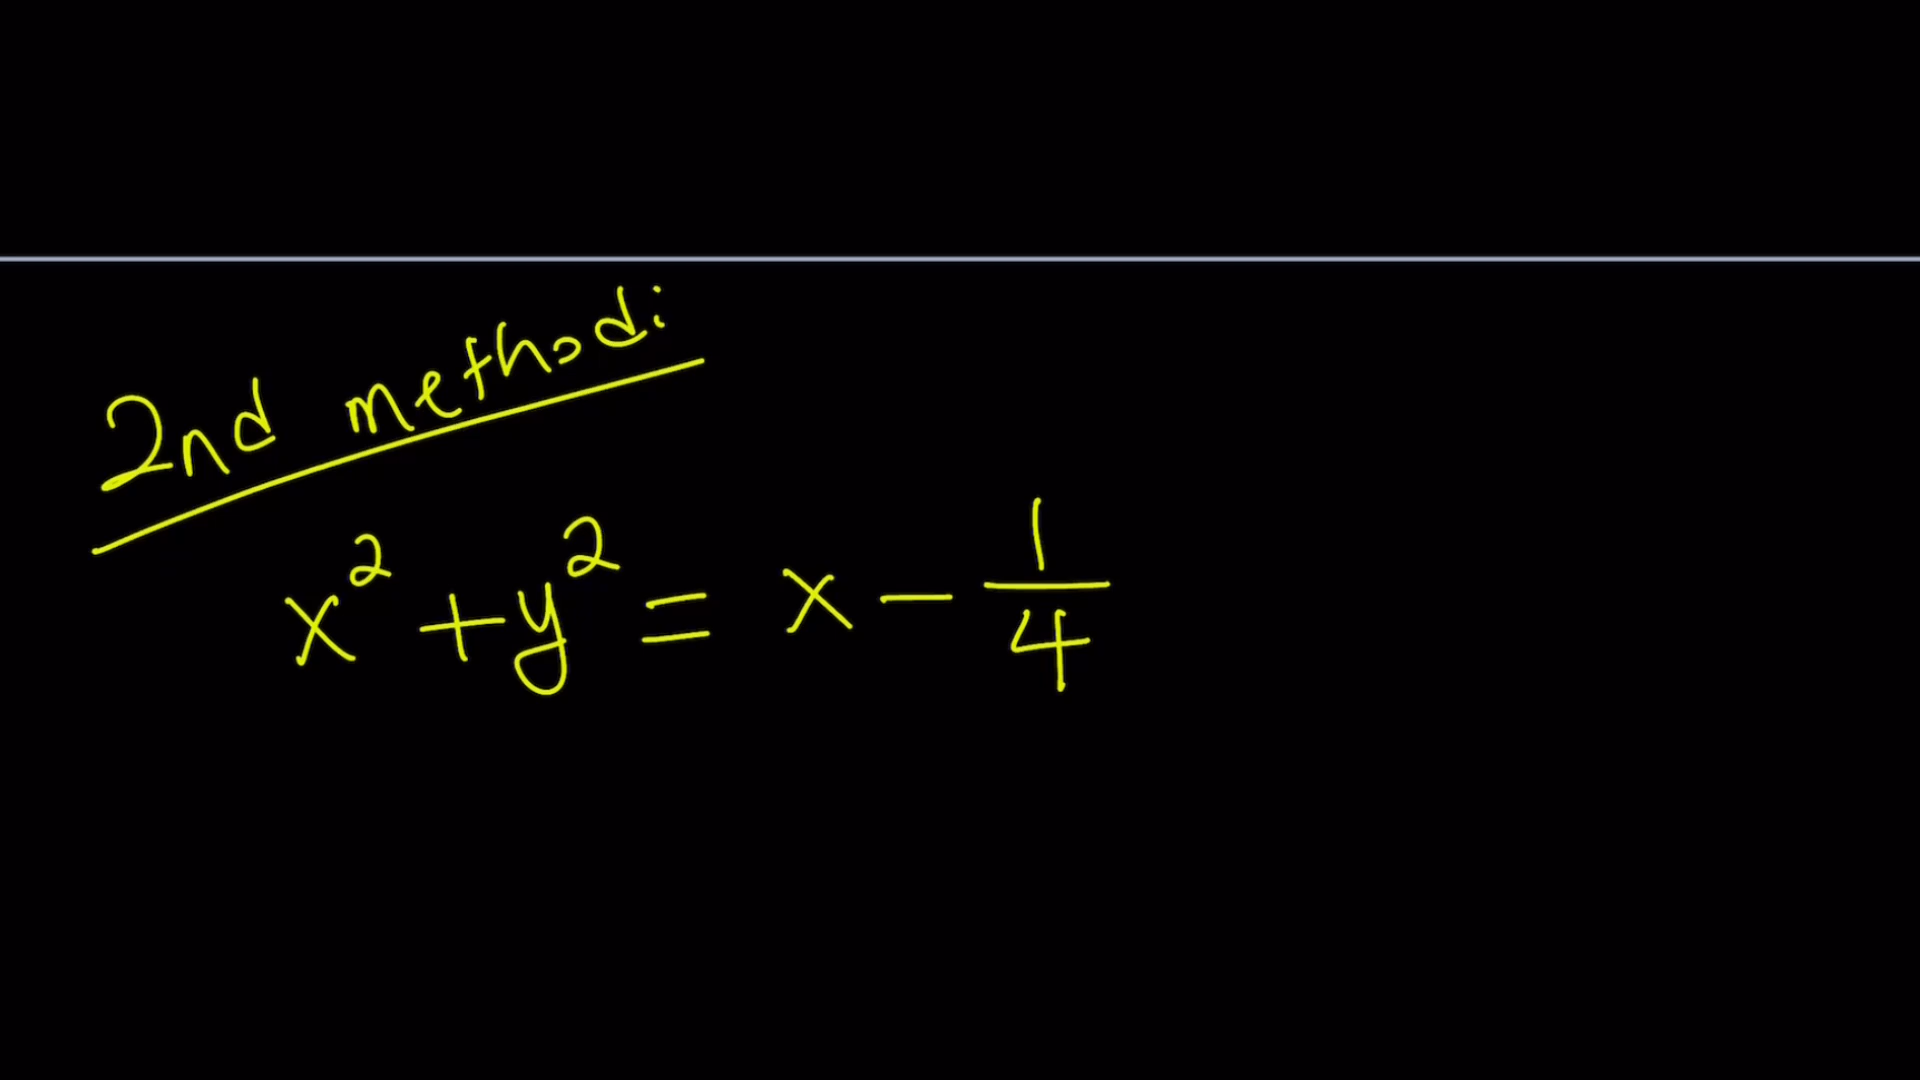 2nd method:
x² + y² = x - 1/4